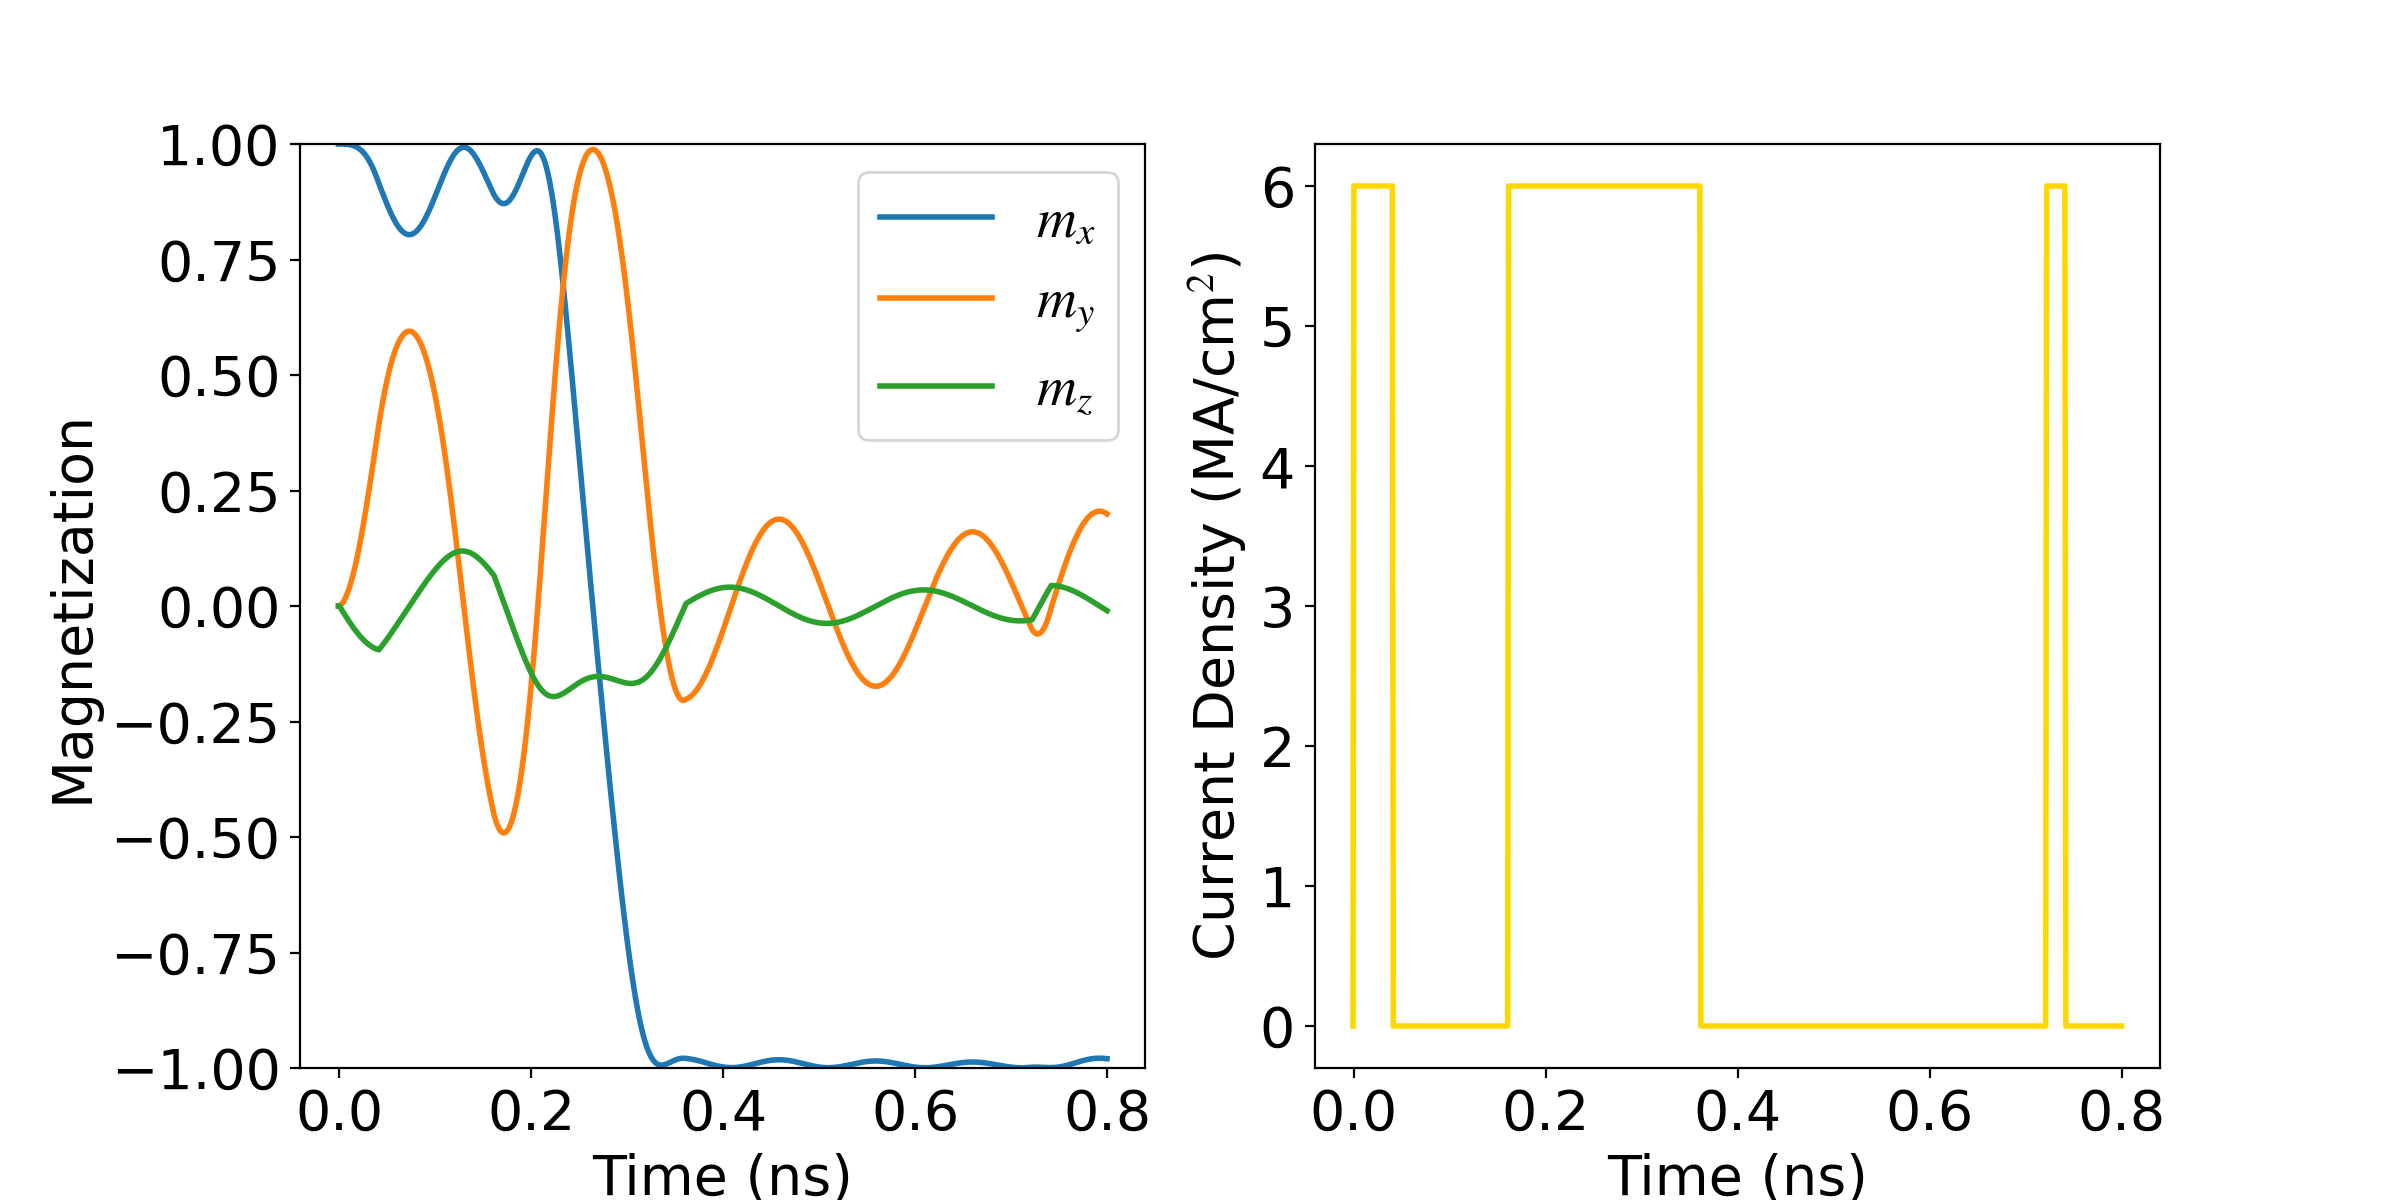 Magnetization
1.00
0.75
0.50
0.25
0.00
−0.25
−0.50
−0.75
−1.00
0.0 0.2 0.4 0.6 0.8
Time (ns)
m_x
m_y
m_z
Current Density (MA/cm²)
6
5
4
3
2
1
0
0.0 0.2 0.4 0.6 0.8
Time (ns)